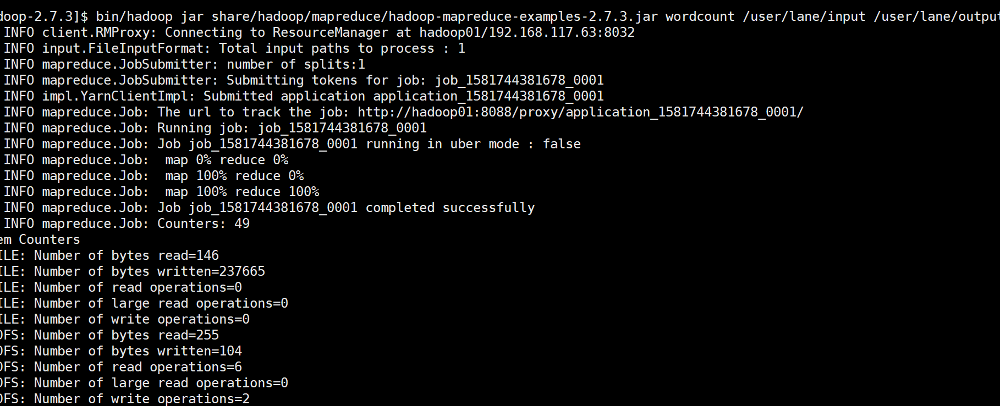 doop-2.7.3]$ bin/hadoop jar share/hadoop/mapreduce/hadoop-mapreduce-examples-2.7.3.jar wordcount /user/lane/input /user/lane/output
INFO client.RMProxy: Connecting to ResourceManager at hadoop01/192.168.117.63:8032
INFO input.FileInputFormat: Total input paths to process : 1
INFO mapreduce.JobSubmitter: number of splits:1
INFO mapreduce.JobSubmitter: Submitting tokens for job: job_1581744381678_0001
INFO impl.YarnClientImpl: Submitted application application_1581744381678_0001
INFO mapreduce.Job: The url to track the job: http://hadoop01:8088/proxy/application_1581744381678_0001/
INFO mapreduce.Job: Running job: job_1581744381678_0001
INFO mapreduce.Job: Job job_1581744381678_0001 running in uber mode : false
INFO mapreduce.Job:  map 0% reduce 0%
INFO mapreduce.Job:  map 100% reduce 0%
INFO mapreduce.Job:  map 100% reduce 100%
INFO mapreduce.Job: Job job_1581744381678_0001 completed successfully
INFO mapreduce.Job: Counters: 49
em Counters
ILE: Number of bytes read=146
ILE: Number of bytes written=237665
ILE: Number of read operations=0
ILE: Number of large read operations=0
ILE: Number of write operations=0
DFS: Number of bytes read=255
DFS: Number of bytes written=104
DFS: Number of read operations=6
DFS: Number of large read operations=0
DFS: Number of write operations=2